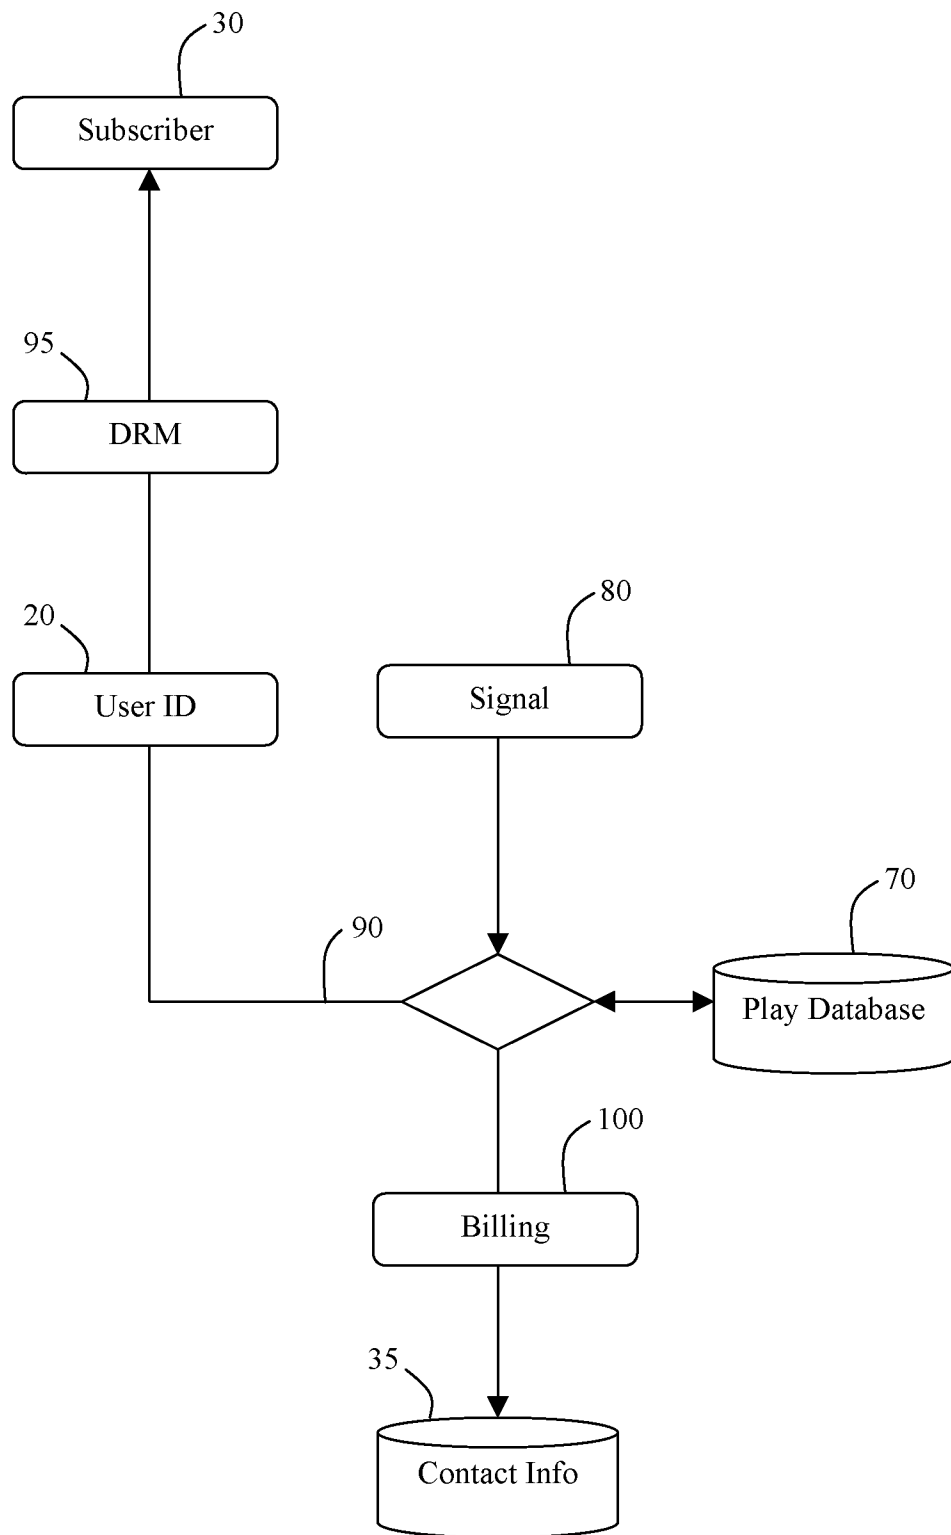 30
Subscriber
95
DRM
20
User ID
80
Signal
70
Play Database
90
100
Billing
35
Contact Info